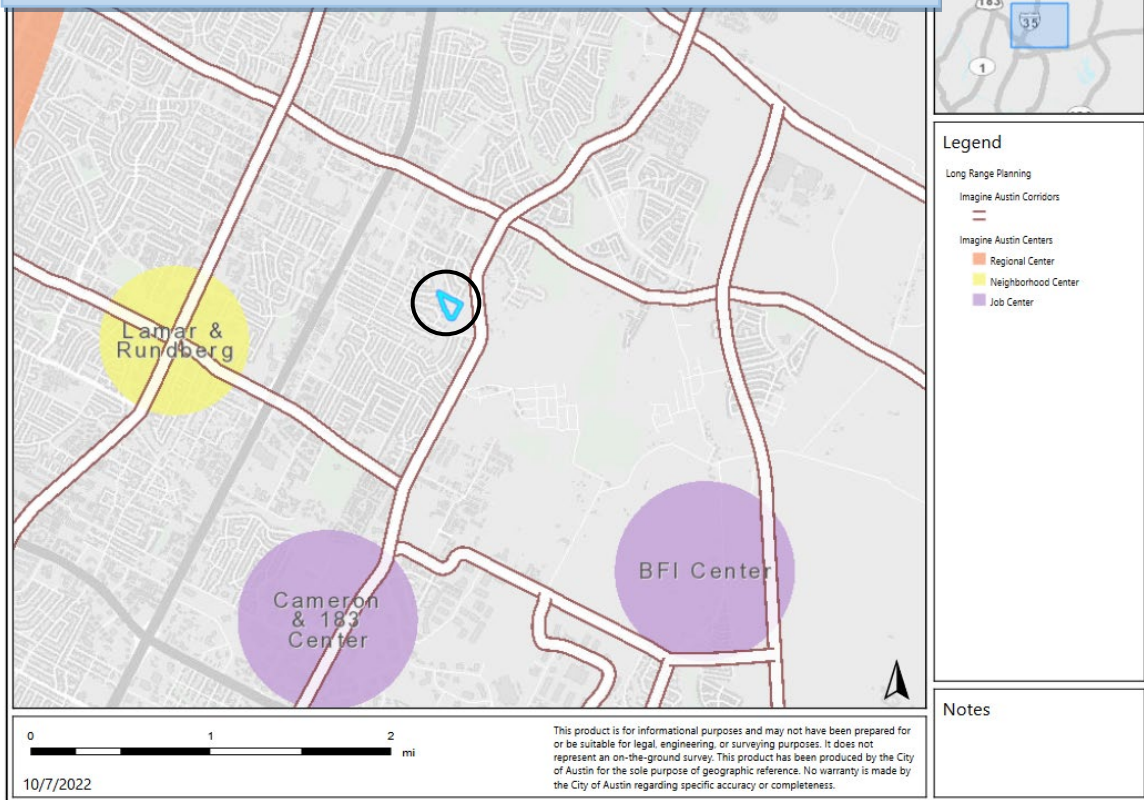 183
35
1
Legend
Long Range Planning
Imagine Austin Corridors
Imagine Austin Centers
Regional Center
Neighborhood Center
Job Center
Lamar &
Rundberg
BFI Center
Cameron
& 183
Center
Notes
0 1 2
mi
10/7/2022
This product is for informational purposes and may not have been prepared for
or be suitable for legal, engineering, or surveying purposes. It does not
represent an on-the-ground survey. This product has been produced by the City
of Austin for the sole purpose of geographic reference. No warranty is made by
the City of Austin regarding specific accuracy or completeness.